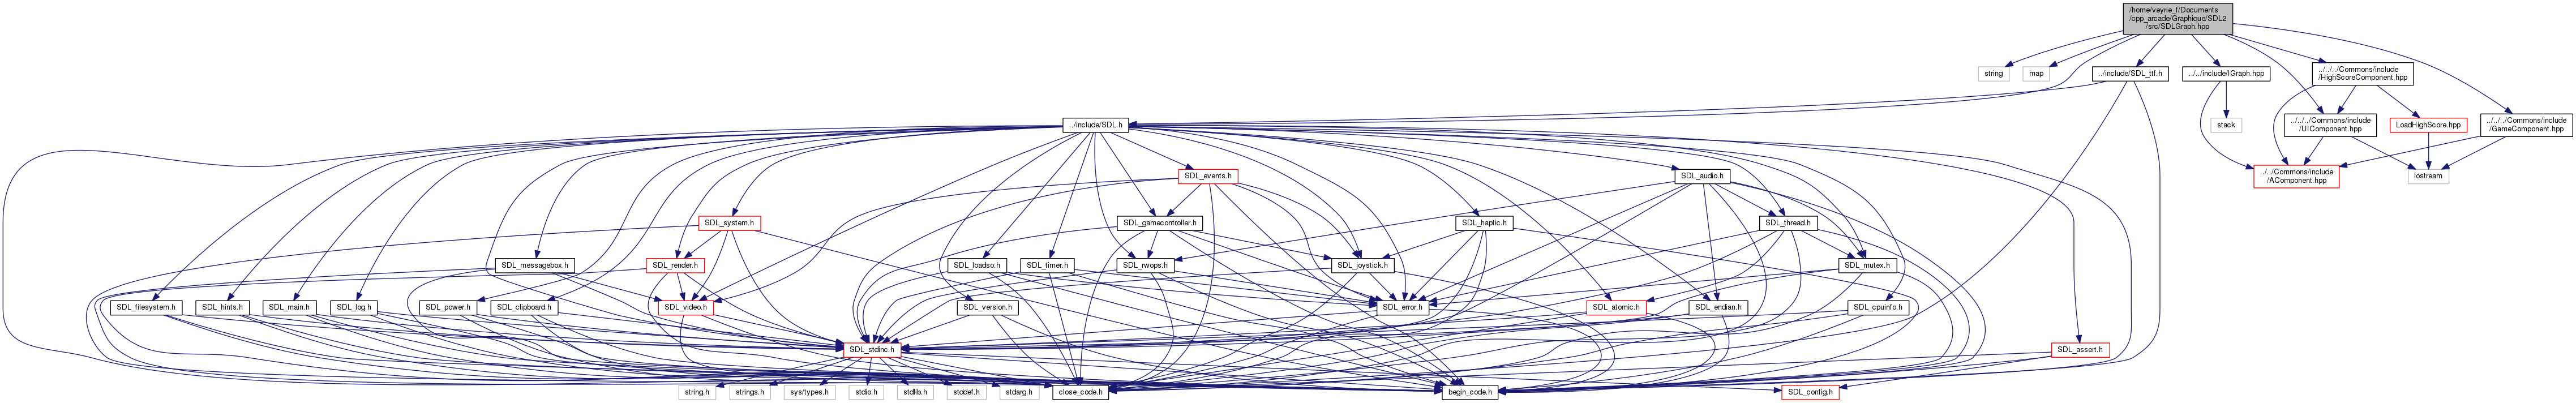 /home/veyrie_f/Documents
/cpp_arcade/Graphique/SDL2
/src/SDLGraph.hpp
string
map
../include/SDL_ttf.h
../../include/IGraph.hpp
../../../Commons/include
/HighScoreComponent.hpp
../include/SDL.h
stack
../../../Commons/include
/UIComponent.hpp
LoadHighScore.hpp
../../../Commons/include
/GameComponent.hpp
SDL_events.h
SDL_audio.h
../../Commons/include
/AComponent.hpp
iostream
SDL_system.h
SDL_gamecontroller.h
SDL_haptic.h
SDL_thread.h
SDL_messagebox.h
SDL_render.h
SDL_loadso.h
SDL_timer.h
SDL_rwops.h
SDL_joystick.h
SDL_mutex.h
SDL_filesystem.h
SDL_hints.h
SDL_main.h
SDL_log.h
SDL_power.h
SDL_clipboard.h
SDL_video.h
SDL_version.h
SDL_error.h
SDL_atomic.h
SDL_endian.h
SDL_cpuinfo.h
SDL_stdinc.h
SDL_assert.h
string.h
strings.h
sys/types.h
stdio.h
stdlib.h
stddef.h
stdarg.h
close_code.h
begin_code.h
SDL_config.h